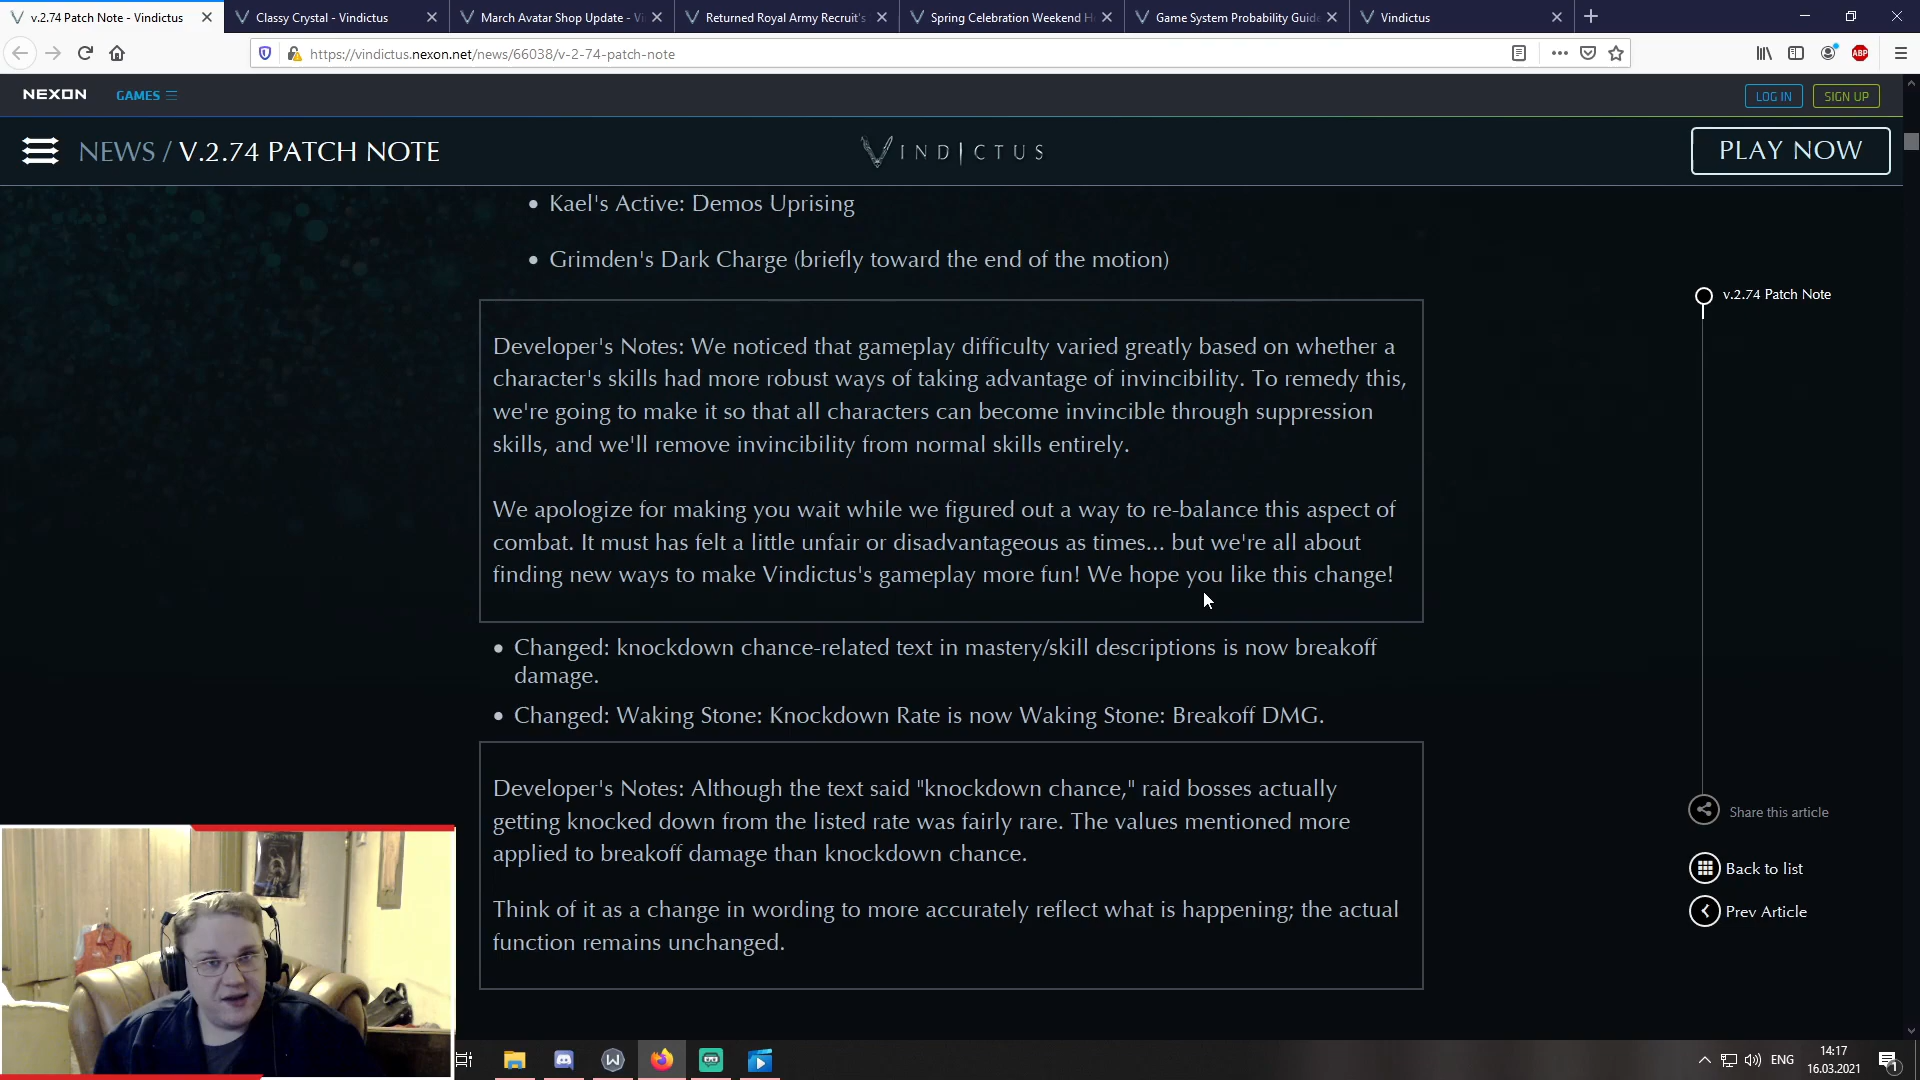 v.2.74 Patch Note - Vindictus
Classy Crystal - Vindictus
March Avatar Shop Update - Vi
Returned Royal Army Recruit's
Spring Celebration Weekend H
Game System Probability Guid
Vindictus
https://vindictus.nexon.net/news/66038/v-2-74-patch-note
ABP
NEXON
GAMES
LOG IN
SIGN UP
NEWS / V.2.74 PATCH NOTE
VINDICTUS
PLAY NOW
• Kael's Active: Demos Uprising
• Grimden's Dark Charge (briefly toward the end of the motion)
v.2.74 Patch Note
Developer's Notes: We noticed that gameplay difficulty varied greatly based on whether a
character's skills had more robust ways of taking advantage of invincibility. To remedy this,
we're going to make it so that all characters can become invincible through suppression
skills, and we'll remove invincibility from normal skills entirely.
We apologize for making you wait while we figured out a way to re-balance this aspect of
combat. It must has felt a little unfair or disadvantageous as times... but we're all about
finding new ways to make Vindictus's gameplay more fun! We hope you like this change!
• Changed: knockdown chance-related text in mastery/skill descriptions is now breakoff
damage.
• Changed: Waking Stone: Knockdown Rate is now Waking Stone: Breakoff DMG.
Developer's Notes: Although the text said "knockdown chance," raid bosses actually
getting knocked down from the listed rate was fairly rare. The values mentioned more
applied to breakoff damage than knockdown chance.
Think of it as a change in wording to more accurately reflect what is happening; the actual
function remains unchanged.
Share this article
Back to list
Prev Article
ENG
14:17
16.03.2021
1